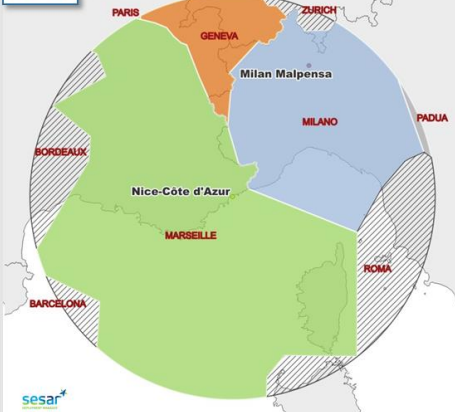 PARIS
ZURICH
GENEVA
Milan Malpensa
MILANO
PADUA
BORDEAUX
Nice-Côte d'Azur
MARSEILLE
ROMA
BARCELONA
sesar